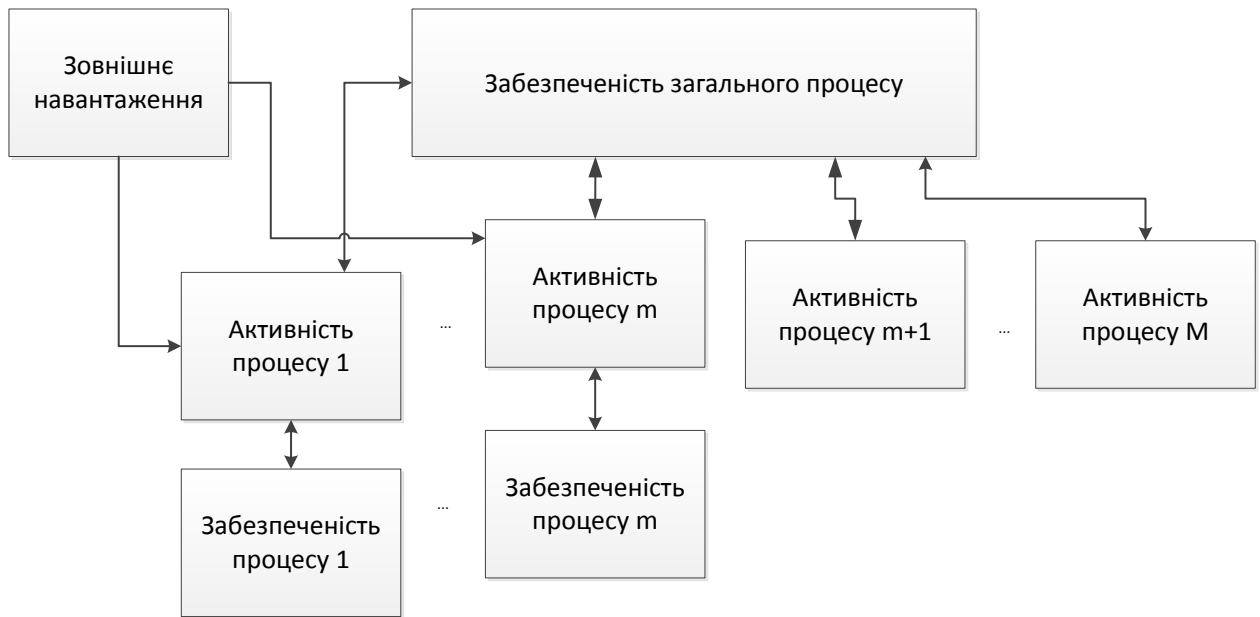 Зовнішнє
навантаження
Забезпеченість загального процесу
Активність
процесу 1
...
Активність
процесу m
Активність
процесу m+1
...
Активність
процесу M
Забезпеченість
процесу 1
...
Забезпеченість
процесу m